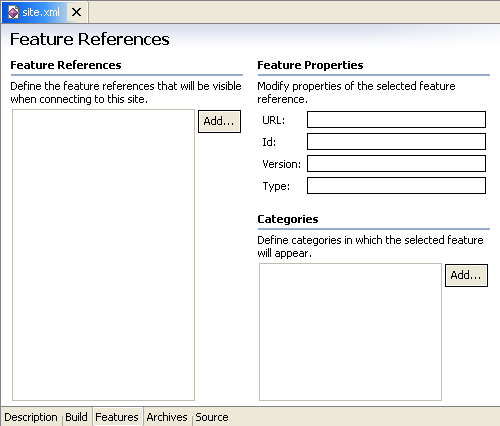 site.xml
Feature References
Feature References
Define the feature references that will be visible
when connecting to this site.
Add...
Feature Properties
Modify properties of the selected feature
reference.
URL:
Id:
Version:
Type:
Categories
Define categories in which the selected feature
will appear.
Add...
Description Build Features Archives Source